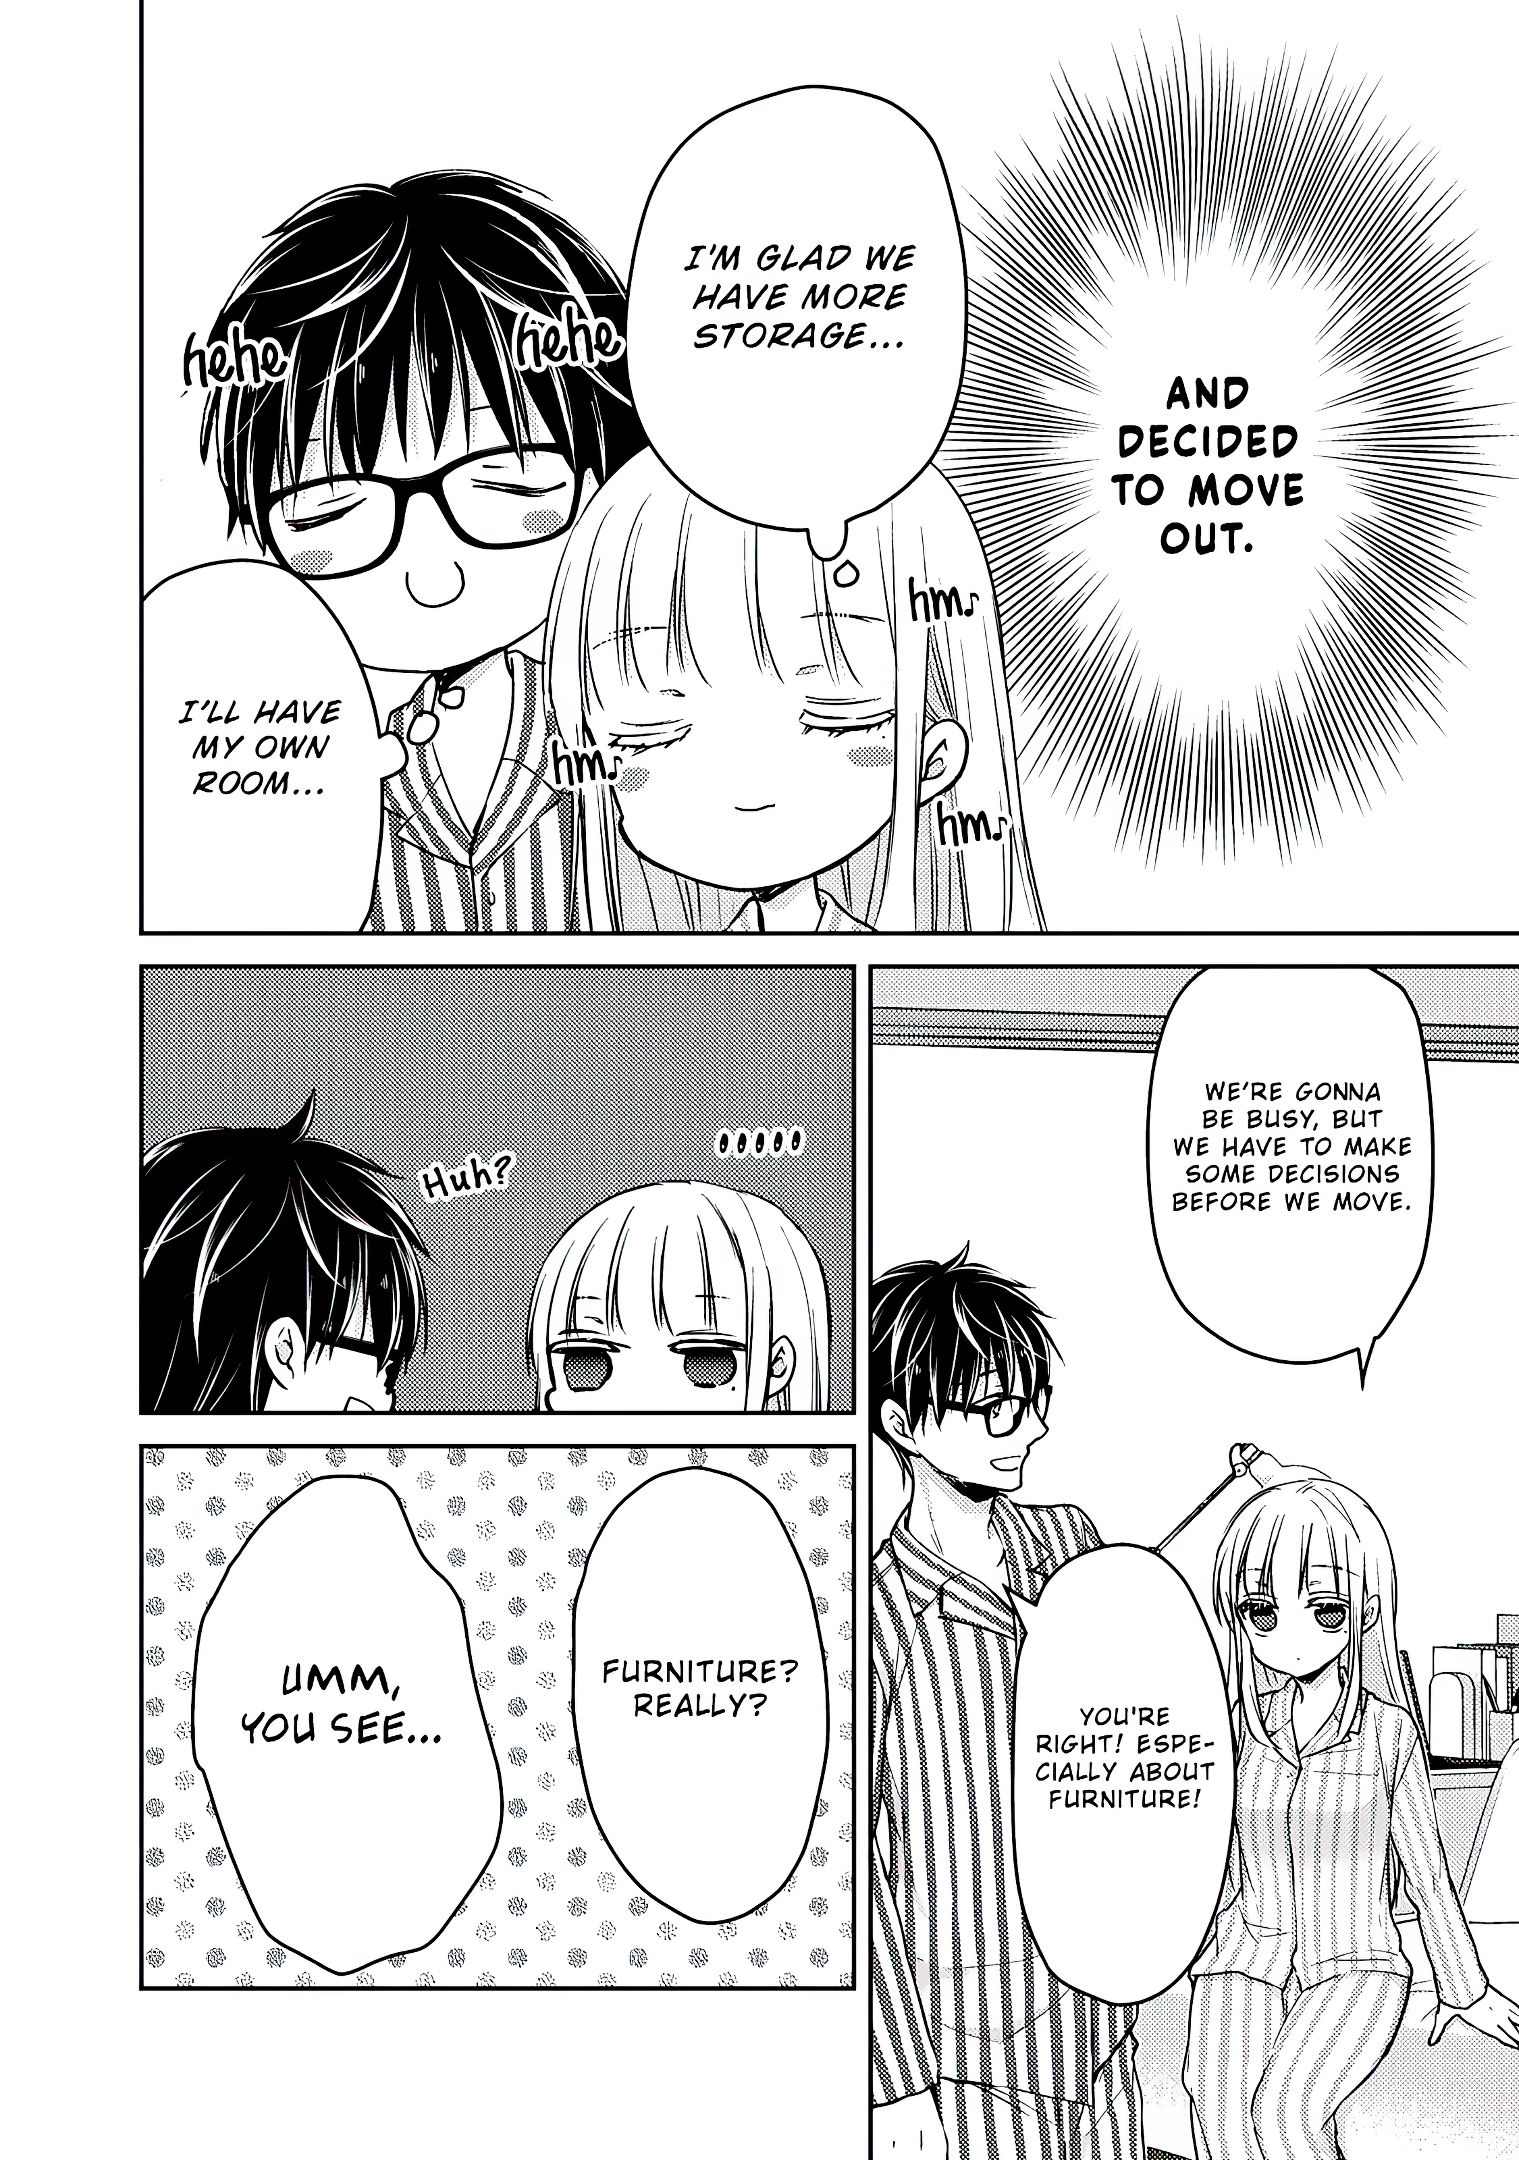 AND
DECIDED
TO MOVE
OUT.
I'M GLAD WE
HAVE MORE
STORAGE...
hehe
hehe
hm♪
hm♪
hm♪
I'LL HAVE
MY OWN
ROOM...
WE'RE GONNA
BE BUSY, BUT
WE HAVE TO MAKE
SOME DECISIONS
BEFORE WE MOVE.
YOU'RE
RIGHT! ESPE-
CIALLY ABOUT
FURNITURE!
Huh?
FURNITURE?
REALLY?
UMM,
YOU SEE...